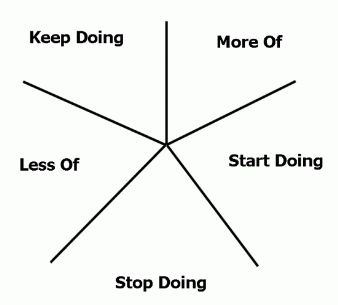 Keep Doing
More Of
Less Of
Start Doing
Stop Doing